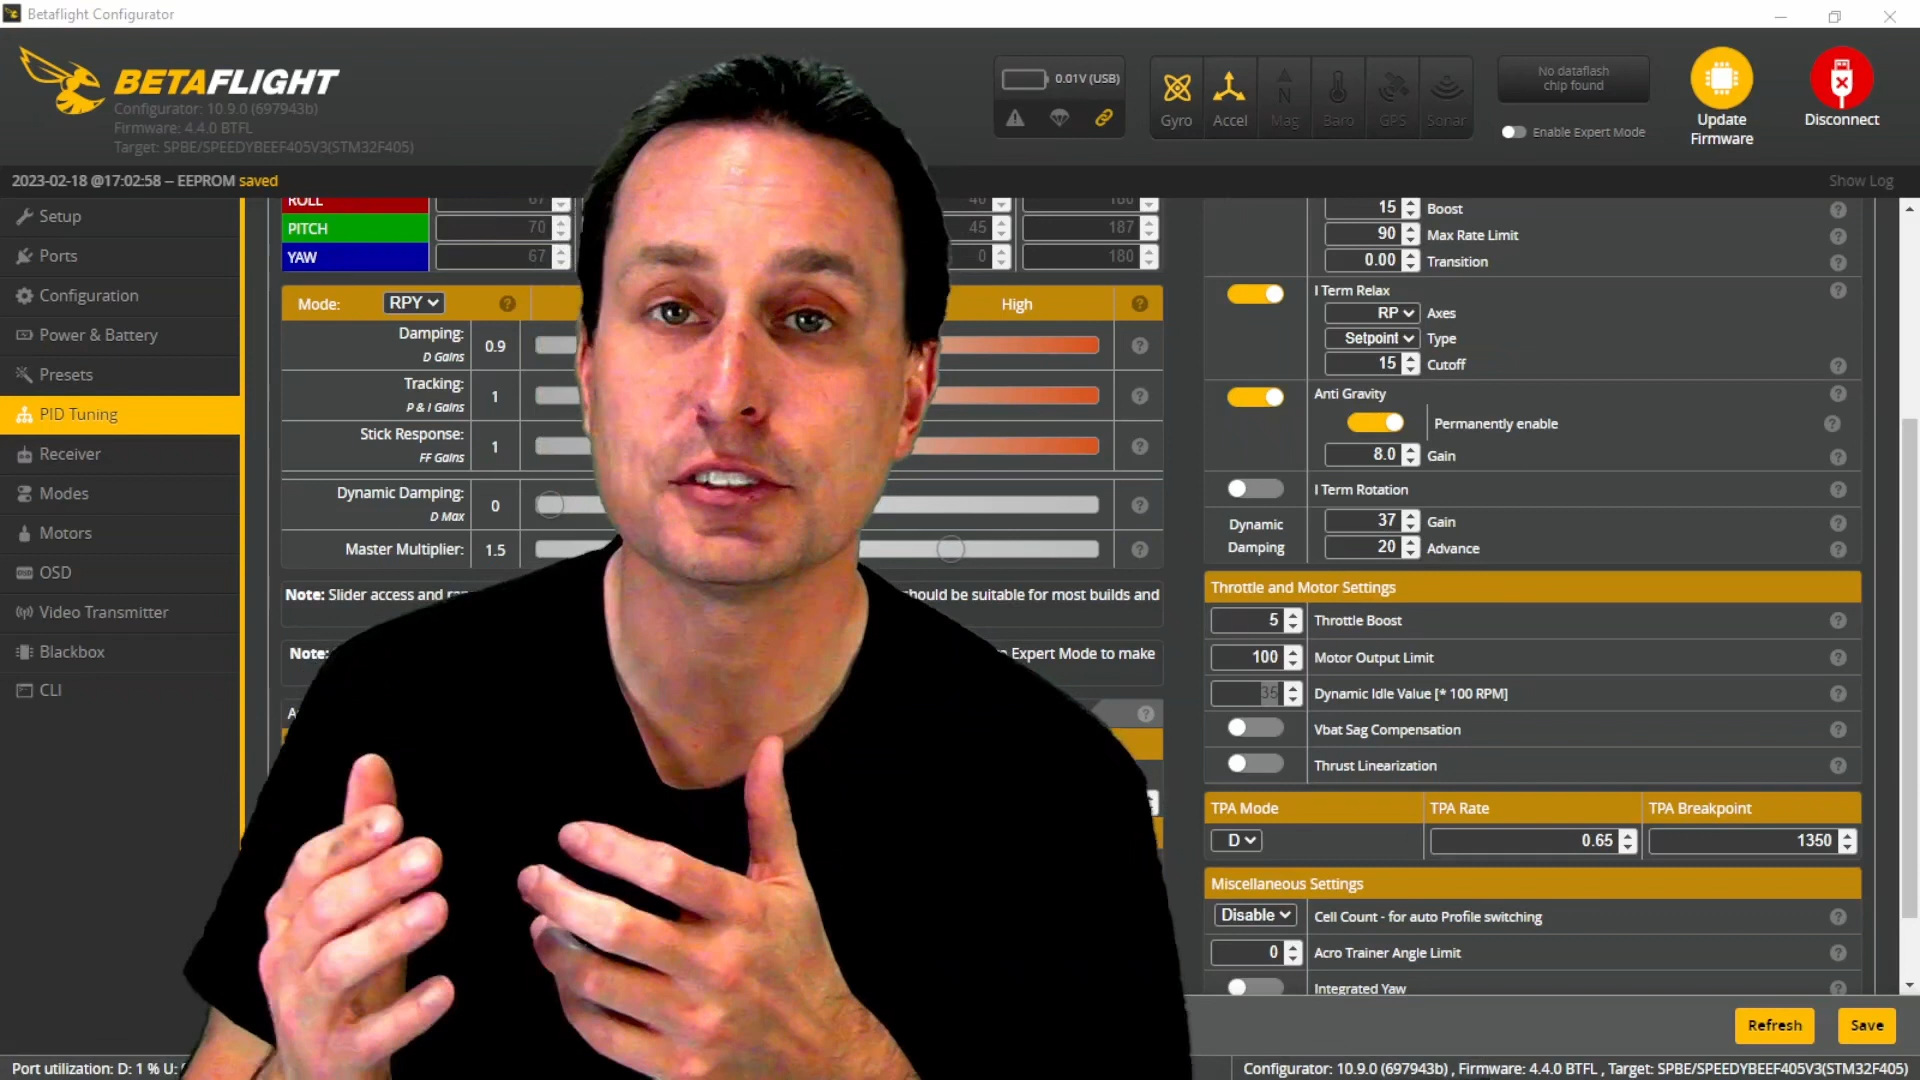 Betaflight Configurator
BETAFLIGHT
Configurator: 10.9.0 (697943b)
Firmware: 4.4.0 BTFL
Target: SPBE/SPEEDYBEEF405V3(STM32F405)
0.01V (USB)
Gyro
Accel
Mag
Baro
GPS
Sonar
No dataflash
chip found
Enable Expert Mode
Update
Firmware
Disconnect
2023-02-18 @17:02:58 -- EEPROM saved
Show Log
Setup
Ports
Configuration
Power & Battery
Presets
PID Tuning
Receiver
Modes
Motors
OSD
Video Transmitter
Blackbox
CLI
ROLL 67 40 180
PITCH 70 45 187
YAW 67 0 180
Mode: RPY High
Damping:
D Gains
0.9
Tracking:
P & I Gains
1
Stick Response:
FF Gains
1
Dynamic Damping:
D Max
0
Master Multiplier: 1.5
Note: Slider access and should be suitable for most builds and
Note: Expert Mode to make
15 Boost
90 Max Rate Limit
0.00 Transition
I Term Relax
RP Axes
Setpoint Type
15 Cutoff
Anti Gravity
Permanently enable
8.0 Gain
I Term Rotation
Dynamic
Damping
37 Gain
20 Advance
Throttle and Motor Settings
5 Throttle Boost
100 Motor Output Limit
35 Dynamic Idle Value [* 100 RPM]
Vbat Sag Compensation
Thrust Linearization
TPA Mode TPA Rate TPA Breakpoint
D 0.65 1350
Miscellaneous Settings
Disable Cell Count - for auto Profile switching
0 Acro Trainer Angle Limit
Integrated Yaw
Refresh Save
Port utilization: D: 1 % U:
Configurator: 10.9.0 (697943b) , Firmware: 4.4.0 BTFL , Target: SPBE/SPEEDYBEEF405V3(STM32F405)